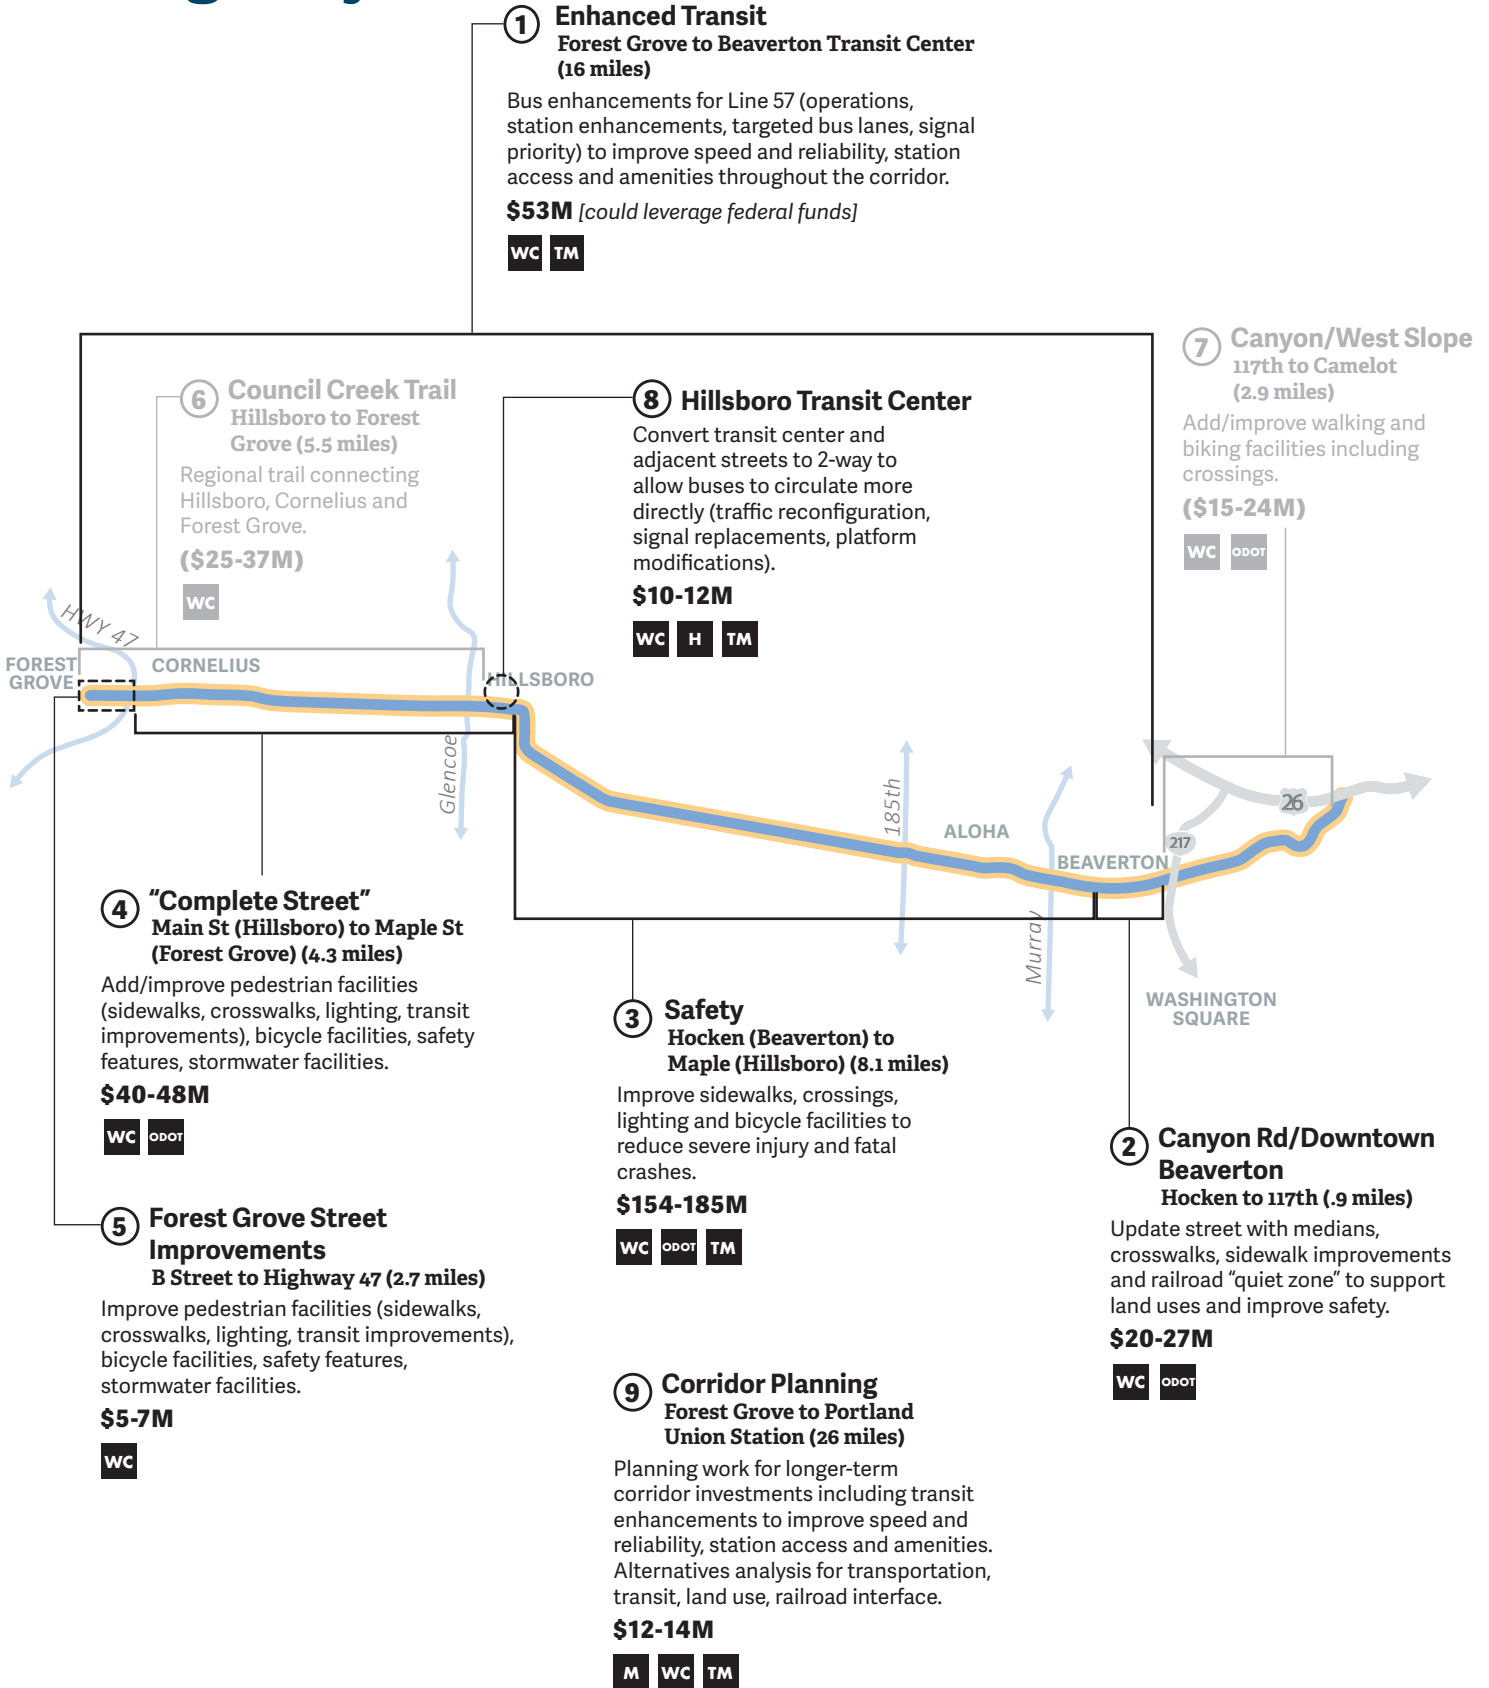 1 Enhanced Transit
Forest Grove to Beaverton Transit Center
(16 miles)
Bus enhancements for Line 57 (operations,
station enhancements, targeted bus lanes, signal
priority) to improve speed and reliability, station
access and amenities throughout the corridor.
$53M [could leverage federal funds]
WC TM
6 Council Creek Trail
Hillsboro to Forest
Grove (5.5 miles)
Regional trail connecting
Hillsboro, Cornelius and
Forest Grove.
($25-37M)
WC
8 Hillsboro Transit Center
Convert transit center and
adjacent streets to 2-way to
allow buses to circulate more
directly (traffic reconfiguration,
signal replacements, platform
modifications).
$10-12M
WC H TM
7 Canyon/West Slope
117th to Camelot
(2.9 miles)
Add/improve walking and
biking facilities including
crossings.
($15-24M)
WC ODOT
HWY 47
FOREST
GROVE
CORNELIUS
HILLSBORO
Glencoe
185th
ALOHA
Murray
BEAVERTON
217
26
WASHINGTON
SQUARE
4 “Complete Street”
Main St (Hillsboro) to Maple St
(Forest Grove) (4.3 miles)
Add/improve pedestrian facilities
(sidewalks, crosswalks, lighting, transit
improvements), bicycle facilities, safety
features, stormwater facilities.
$40-48M
WC ODOT
5 Forest Grove Street
Improvements
B Street to Highway 47 (2.7 miles)
Improve pedestrian facilities (sidewalks,
crosswalks, lighting, transit improvements),
bicycle facilities, safety features,
stormwater facilities.
$5-7M
WC
3 Safety
Hocken (Beaverton) to
Maple (Hillsboro) (8.1 miles)
Improve sidewalks, crossings,
lighting and bicycle facilities to
reduce severe injury and fatal
crashes.
$154-185M
WC ODOT TM
2 Canyon Rd/Downtown
Beaverton
Hocken to 117th (.9 miles)
Update street with medians,
crosswalks, sidewalk improvements
and railroad “quiet zone” to support
land uses and improve safety.
$20-27M
WC ODOT
9 Corridor Planning
Forest Grove to Portland
Union Station (26 miles)
Planning work for longer-term
corridor investments including transit
enhancements to improve speed and
reliability, station access and amenities.
Alternatives analysis for transportation,
transit, land use, railroad interface.
$12-14M
M WC TM